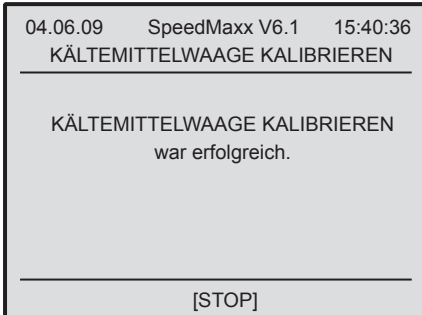 04.06.09 SpeedMaxx V6.1 15:40:36
KÄLTEMITTELWAAGE KALIBRIEREN
KÄLTEMITTELWAAGE KALIBRIEREN
war erfolgreich.
[STOP]